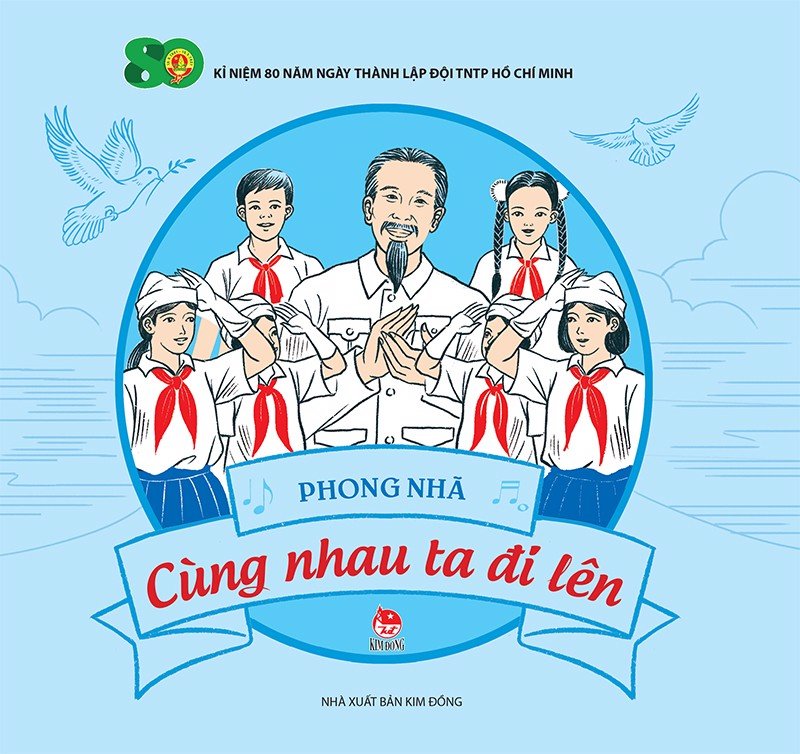 80
KỈ NIỆM 80 NĂM NGÀY THÀNH LẬP ĐỘI TNTP HỒ CHÍ MINH
PHONG NHÃ
Cùng nhau ta đi lên
KIM ĐỒNG
NHÀ XUẤT BẢN KIM ĐỒNG